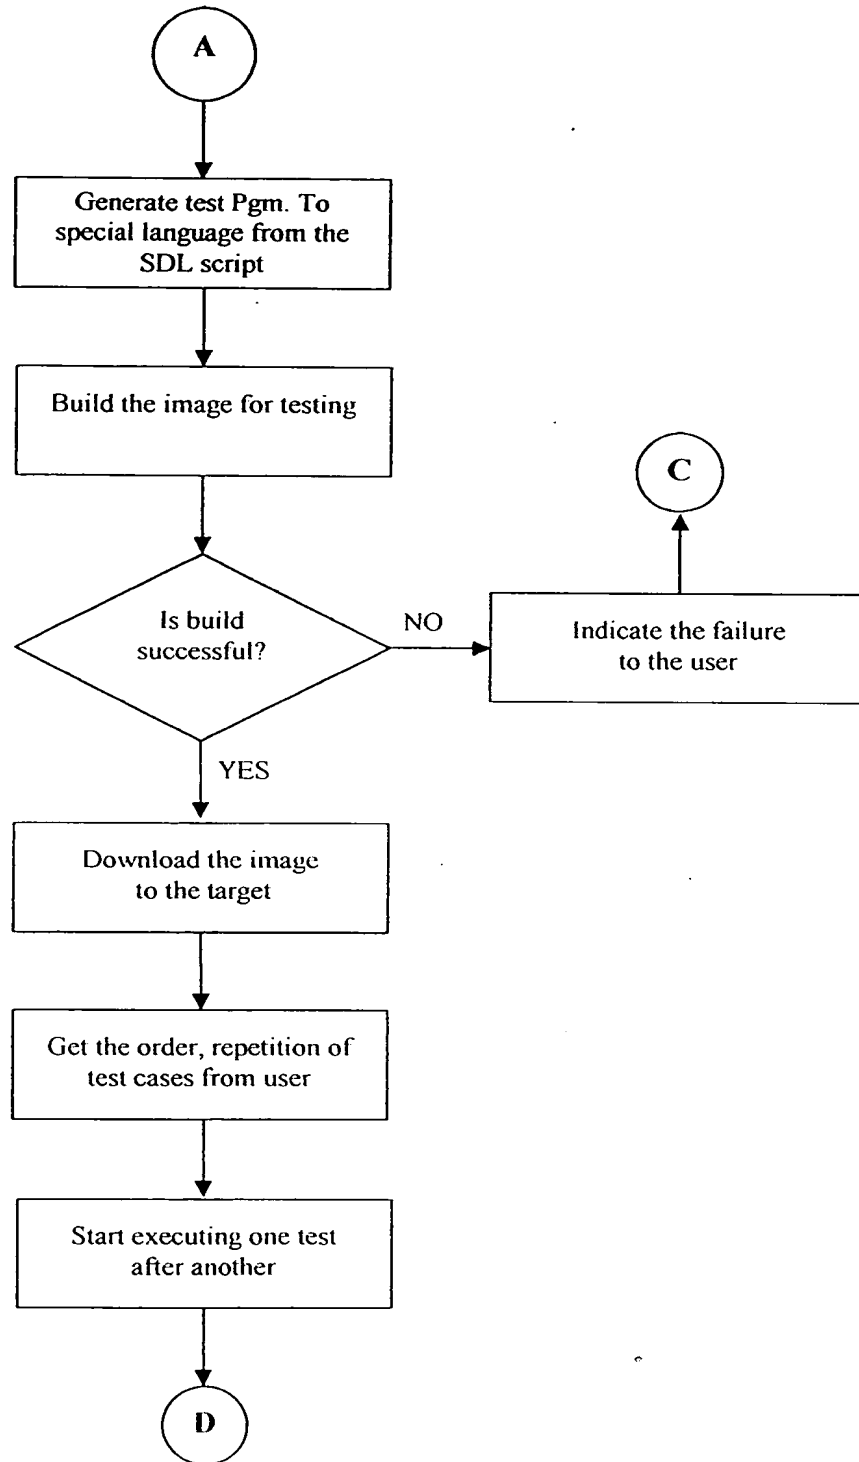 A
Generate test Pgm. To
special language from the
SDL script
Build the image for testing
C
Is build
successful?
NO
Indicate the failure
to the user
YES
Download the image
to the target
Get the order, repetition of
test cases from user
Start executing one test
after another
D